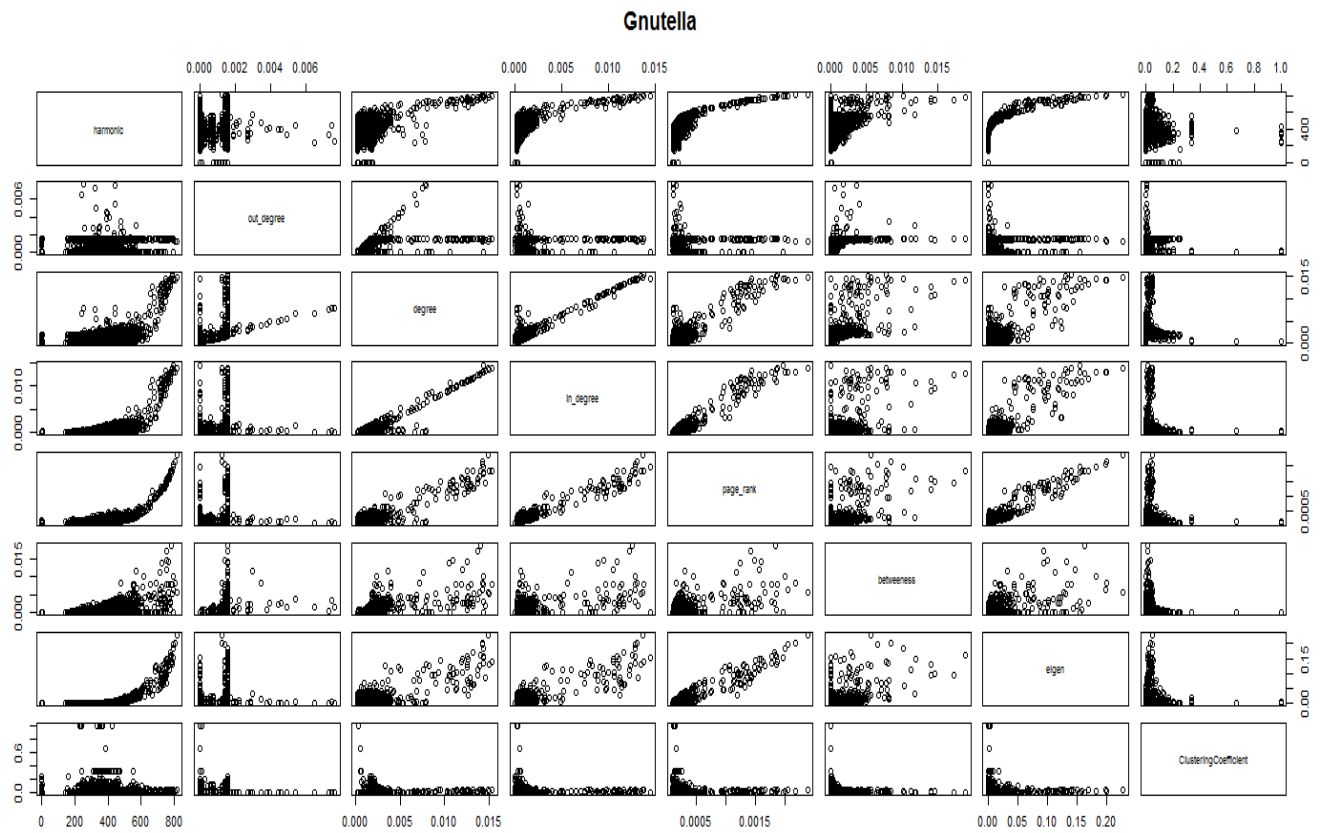 Gnutella
0.000 0.002 0.004 0.006 0.000 0.005 0.010 0.015 0.000 0.005 0.015 0.0 0.2 0.4 0.6 0.8 1.0
harmonic
0 400
0.000 0.006
out_degree
degree
0.000 0.015
0.000 0.010
in_degree
page_rank
0.0005
0.000 0.015
betweeness
eigen
0.00 0.15
0.0 0.6
ClusteringCoefficient
0 200 400 600 800 0.000 0.005 0.010 0.015 0.0005 0.0015 0.00 0.05 0.10 0.20